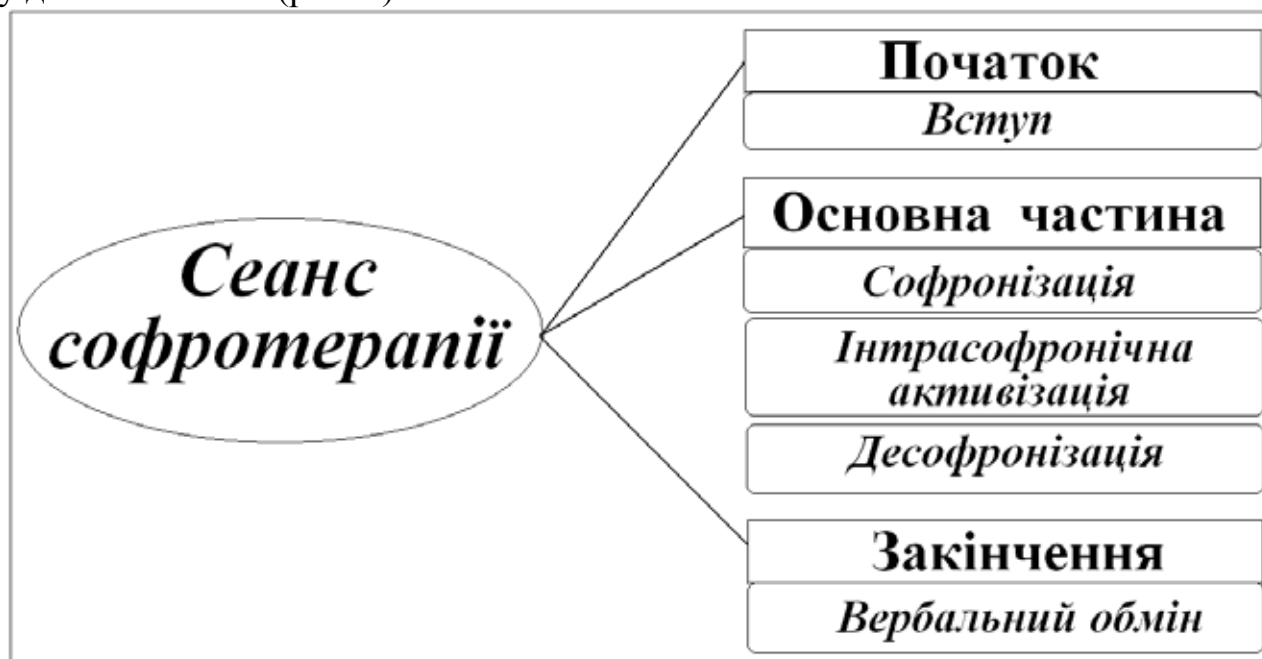 Сеанс
софротерапії
Початок
Вступ
Основна частина
Софронізація
Інтрасофронічна
активізація
Десофронізація
Закінчення
Вербальний обмін